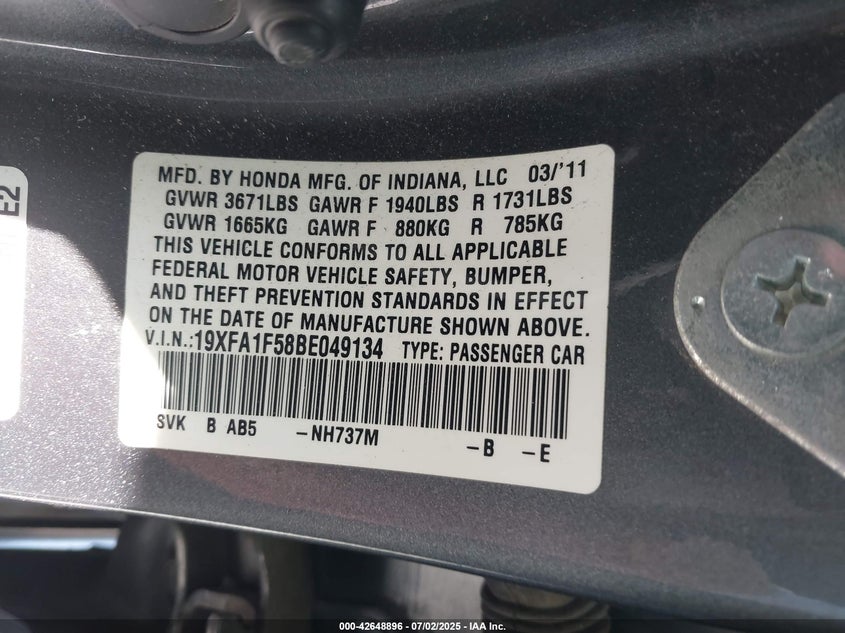 E2
MFD. BY HONDA MFG. OF INDIANA, LLC 03/'11
GVWR 3671LBS GAWR F 1940LBS R 1731LBS
GVWR 1665KG GAWR F 880KG R 785KG
THIS VEHICLE CONFORMS TO ALL APPLICABLE
FEDERAL MOTOR VEHICLE SAFETY, BUMPER,
AND THEFT PREVENTION STANDARDS IN EFFECT
ON THE DATE OF MANUFACTURE SHOWN ABOVE.
V.I.N.:19XFA1F58BE049134 TYPE: PASSENGER CAR
SVK B AB5 -NH737M -B -E
000-42648896 - 07/02/2025 - IAA Inc.